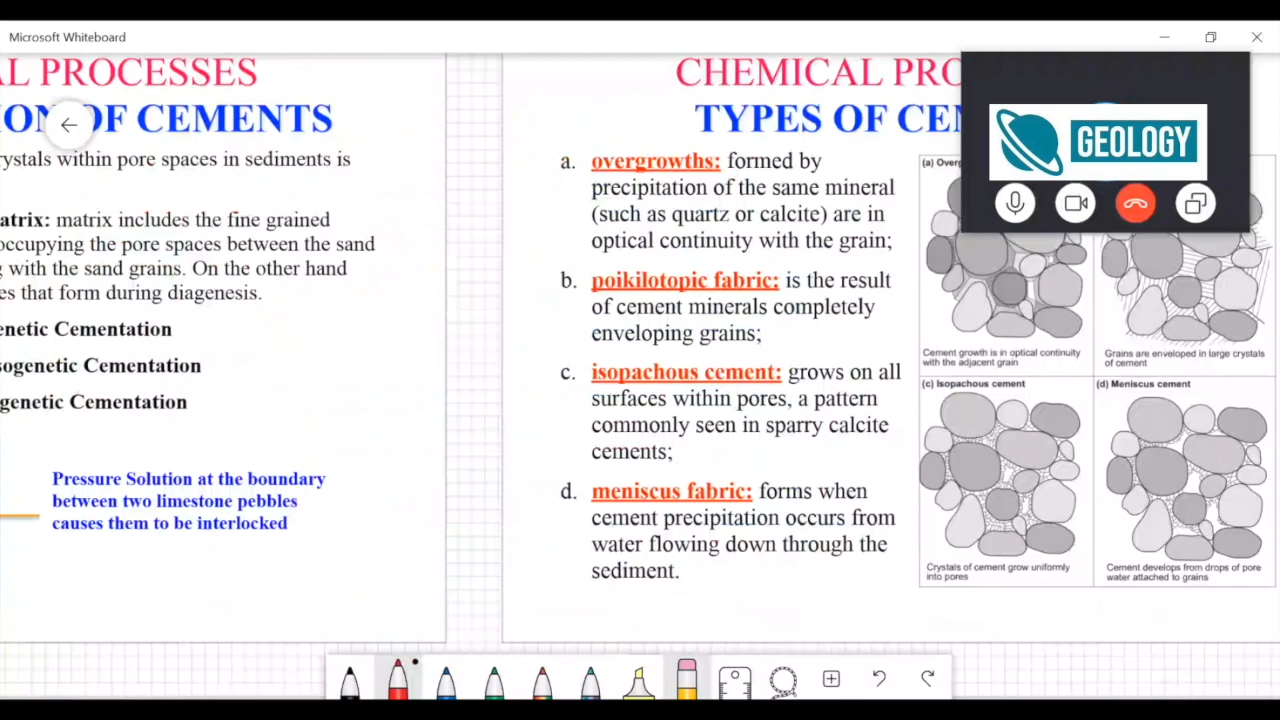 Microsoft Whiteboard
AL PROCESSES
ION OF CEMENTS
rystals within pore spaces in sediments is
atrix: matrix includes the fine grained
occupying the pore spaces between the sand
g with the sand grains. On the other hand
es that form during diagenesis.
enetic Cementation
sogenetic Cementation
genetic Cementation
Pressure Solution at the boundary
between two limestone pebbles
causes them to be interlocked
CHEMICAL PRO
TYPES OF CE
a. overgrowths: formed by
precipitation of the same mineral
(such as quartz or calcite) are in
optical continuity with the grain;
b. poikilotopic fabric: is the result
of cement minerals completely
enveloping grains;
c. isopachous cement: grows on all
surfaces within pores, a pattern
commonly seen in sparry calcite
cements;
d. meniscus fabric: forms when
cement precipitation occurs from
water flowing down through the
sediment.
GEOLOGY
(a) Overg
Cement growth is in optical continuity
with the adjacent grain
Grains are enveloped in large crystals
of cement
(c) Isopachous cement
(d) Meniscus cement
Crystals of cement grow uniformly
into pores
Cement develops from drops of pore
water attached to grains